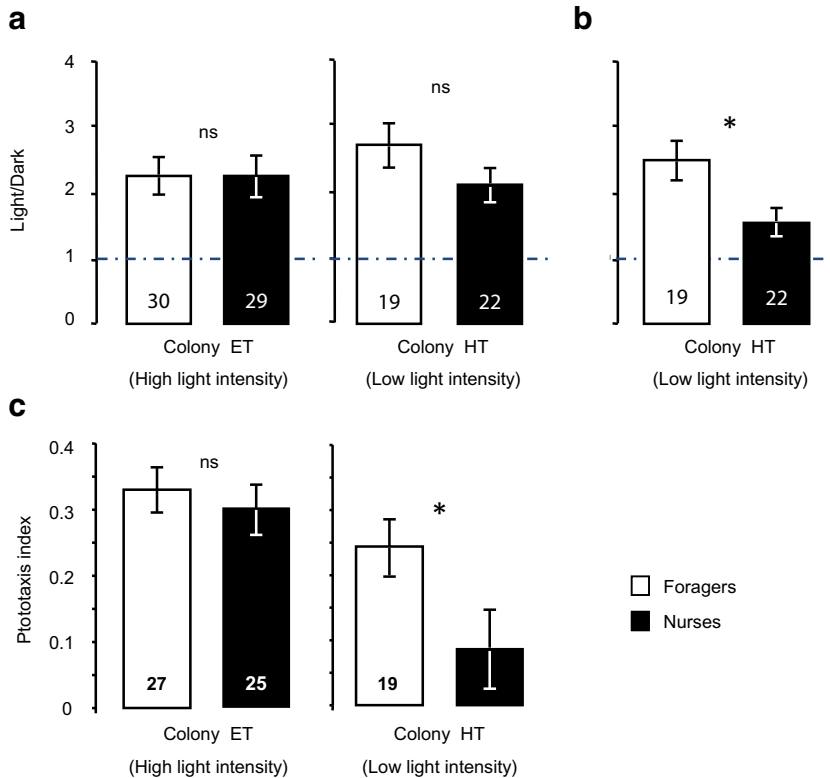 a
b
4
3
2
1
0
Light/Dark
ns
30
29
Colony ET
(High light intensity)
ns
19
22
Colony HT
(Low light intensity)
*
19
22
Colony HT
(Low light intensity)
c
0.4
0.3
0.2
0.1
0
Ptototaxis index
ns
27
25
Colony ET
(High light intensity)
*
19
Colony HT
(Low light intensity)
Foragers
Nurses